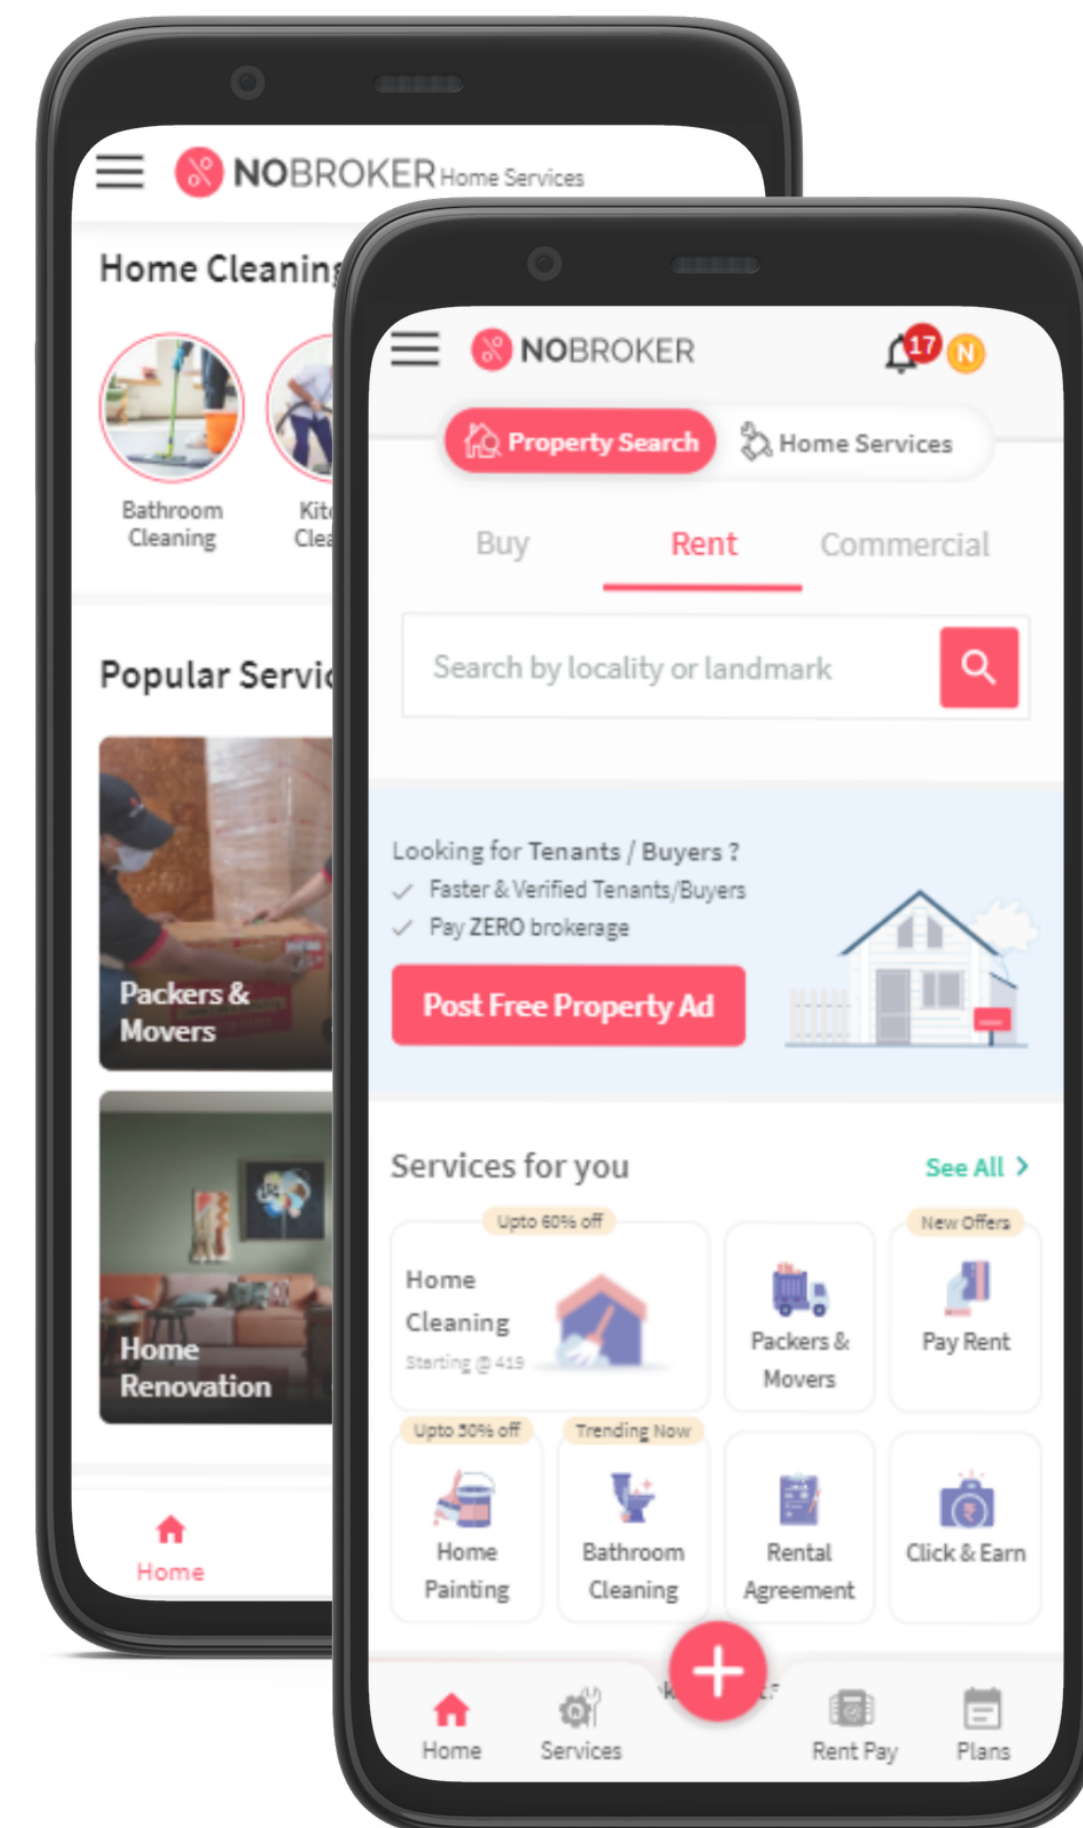 NOBROKER Home Services
Home Cleaning
Bathroom
Cleaning
Popular
Packers &
Movers
Home
Renovation
Home
NOBROKER
17
N
Property Search
Home Services
Buy
Rent
Commercial
Search by locality or landmark
Looking for Tenants / Buyers ?
Faster & Verified Tenants/Buyers
Pay ZERO brokerage
Post Free Property Ad
Services for you
See All
Upto 60% off
Home
Cleaning
Starting @ 419
Packers &
Movers
New Offers
Pay Rent
Upto 50% off
Home
Painting
Trending Now
Bathroom
Cleaning
Rental
Agreement
₹
Click & Earn
Home
Services
Rent Pay
Plans